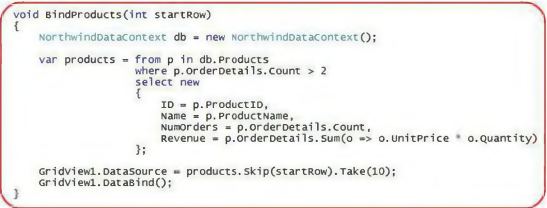 void BindProducts(int startRow)
{
    NorthwindDataContext db = new NorthwindDataContext();
    var products = from p in db.Products
                   where p.OrderDetails.Count > 2
                   select new
                   {
                       ID = p.ProductID,
                       Name = p.ProductName,
                       NumOrders = p.OrderDetails.Count,
                       Revenue = p.OrderDetails.Sum(o => o.UnitPrice * o.Quantity)
                   };
    GridView1.DataSource = products.Skip(startRow).Take(10);
    GridView1.DataBind();
}